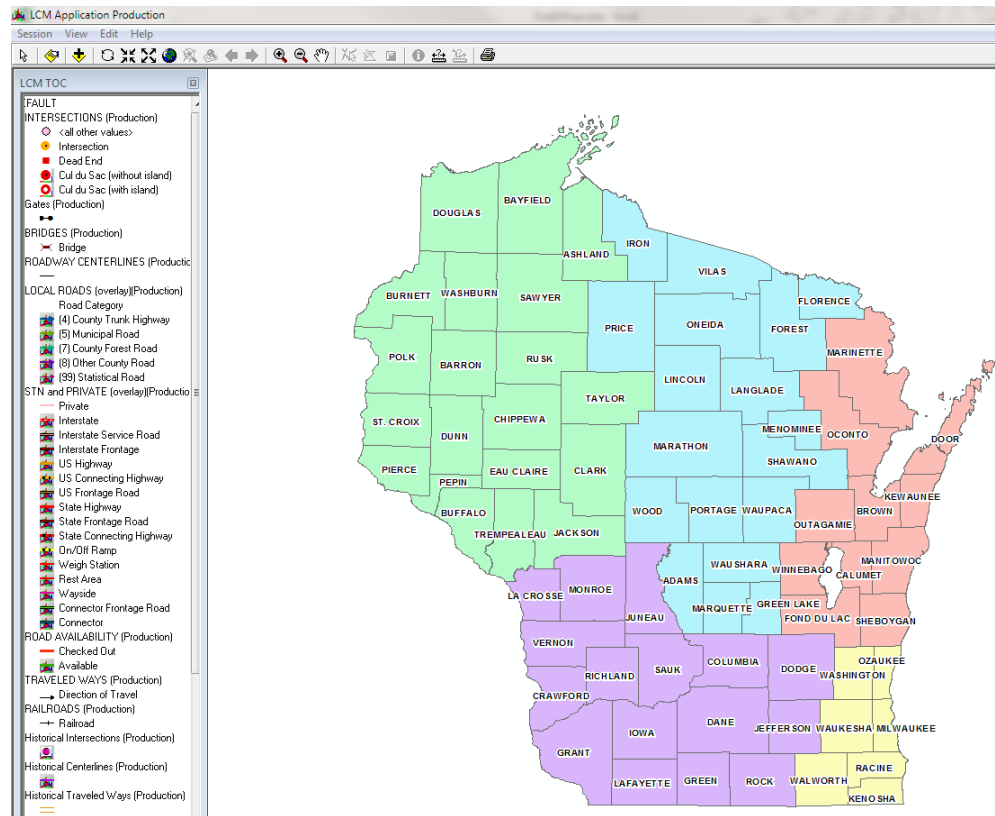 LCM Application Production
Session View Edit Help
LCM TOC
:FAULT
INTERSECTIONS (Production)
<all other values>
Intersection
Dead End
Cul du Sac (without island)
Cul du Sac (with island)
Gates (Production)
BRIDGES (Production)
Bridge
ROADWAY CENTERLINES (Productic
LOCAL ROADS (overlay)(Production)
Road Category
(4) County Trunk Highway
(5) Municipal Road
(7) County Forest Road
(8) Other County Road
(99) Statistical Road
STN and PRIVATE (overlay)(Productio
Private
Interstate
Interstate Service Road
Interstate Frontage
US Highway
US Connecting Highway
US Frontage Road
State Highway
State Frontage Road
State Connecting Highway
On/Off Ramp
Weigh Station
Rest Area
Wayside
Connector Frontage Road
Connector
ROAD AVAILABILITY (Production)
Checked Out
Available
TRAVELED WAYS (Production)
Direction of Travel
RAILROADS (Production)
Railroad
Historical Intersections (Production)
Historical Centerlines (Production)
Historical Traveled Ways (Production)
BAYFIELD
DOUGLAS
IRON
ASHLAND
VILAS
BURNETT
WASHBURN
SAWYER
FLORENCE
PRICE
ONEIDA
FOREST
MARINETTE
POLK
BARRON
RUSK
LINCOLN
LANGLADE
TAYLOR
ST. CROIX
CHIPPEWA
MENOMINEE
OCONTO
DOOR
DUNN
MARATHON
SHAWANO
PIERCE
EAU CLAIRE
CLARK
PEPIN
KEWAUNEE
BUFFALO
WOOD
PORTAGE
WAUPACA
BROWN
OUTAGAMIE
TREMPEALEAU
JACKSON
MANITOWOC
WAUSHARA
WINNEBAGO
CALUMET
ADAMS
LA CROSSE
MONROE
MARQUETTE
GREEN LAKE
JUNEAU
FOND DU LAC
SHEBOYGAN
VERNON
COLUMBIA
OZAUKEE
SAUK
DODGE
WASHINGTON
RICHLAND
CRAWFORD
DANE
IOWA
JEFFERSON
WAUKESHA
MILWAUKEE
GRANT
RACINE
LAFAYETTE
GREEN
ROCK
WALWORTH
KENOSHA